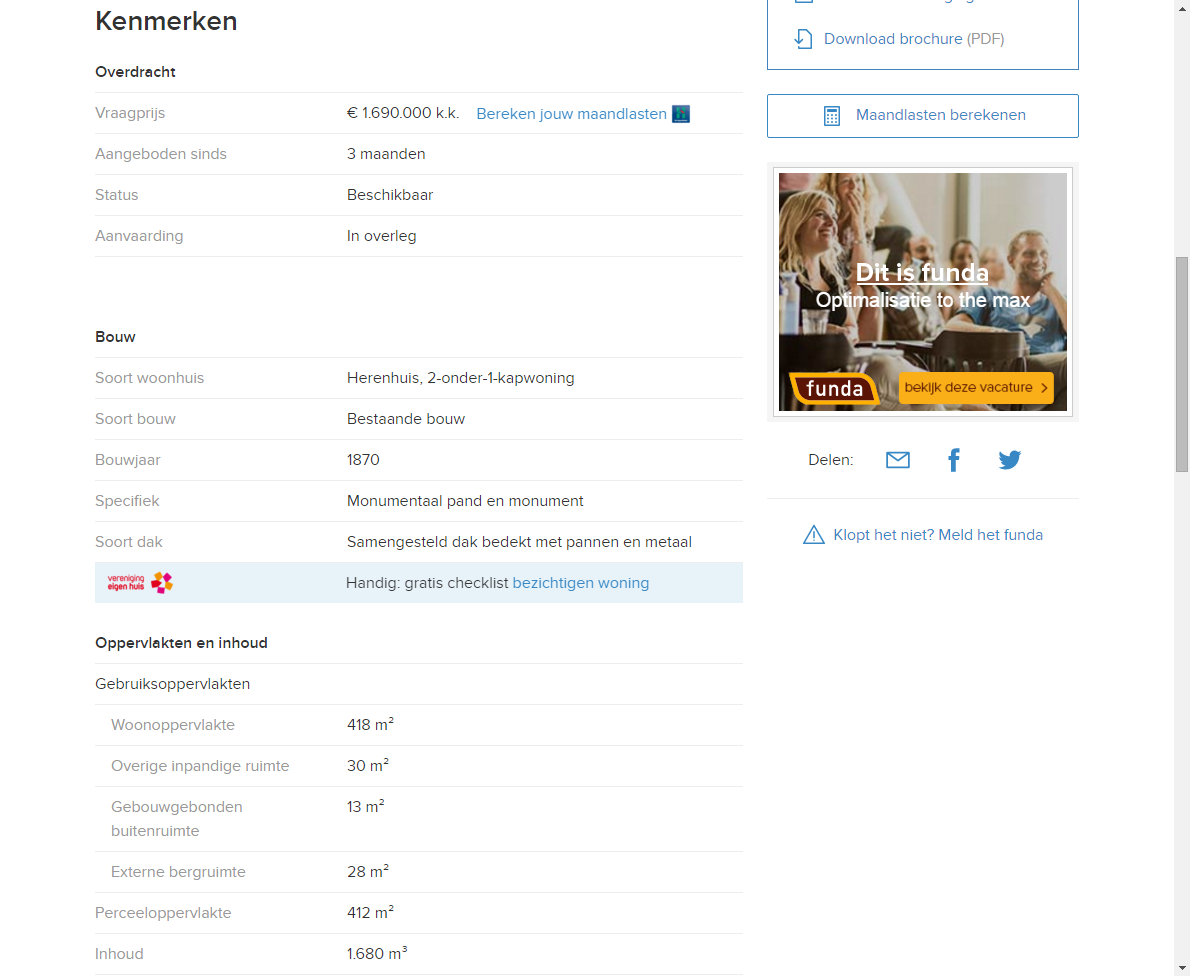 Kenmerken
Overdracht
Vraagprijs € 1.690.000 k.k. Bereken jouw maandlasten
Aangeboden sinds 3 maanden
Status Beschikbaar
Aanvaarding In overleg
Bouw
Soort woonhuis Herenhuis, 2-onder-1-kapwoning
Soort bouw Bestaande bouw
Bouwjaar 1870
Specifiek Monumentaal pand en monument
Soort dak Samengesteld dak bedekt met pannen en metaal
vereniging
eigen huis
Handig: gratis checklist bezichtigen woning
Oppervlakten en inhoud
Gebruiksoppervlakten
Woonoppervlakte 418 m²
Overige inpandige ruimte 30 m²
Gebouwgebonden 13 m²
buitenruimte
Externe bergruimte 28 m²
Perceeloppervlakte 412 m²
Inhoud 1.680 m³
Download brochure (PDF)
Maandlasten berekenen
Dit is funda
Optimalisatie to the max
funda
bekijk deze vacature
Delen:
Klopt het niet? Meld het funda